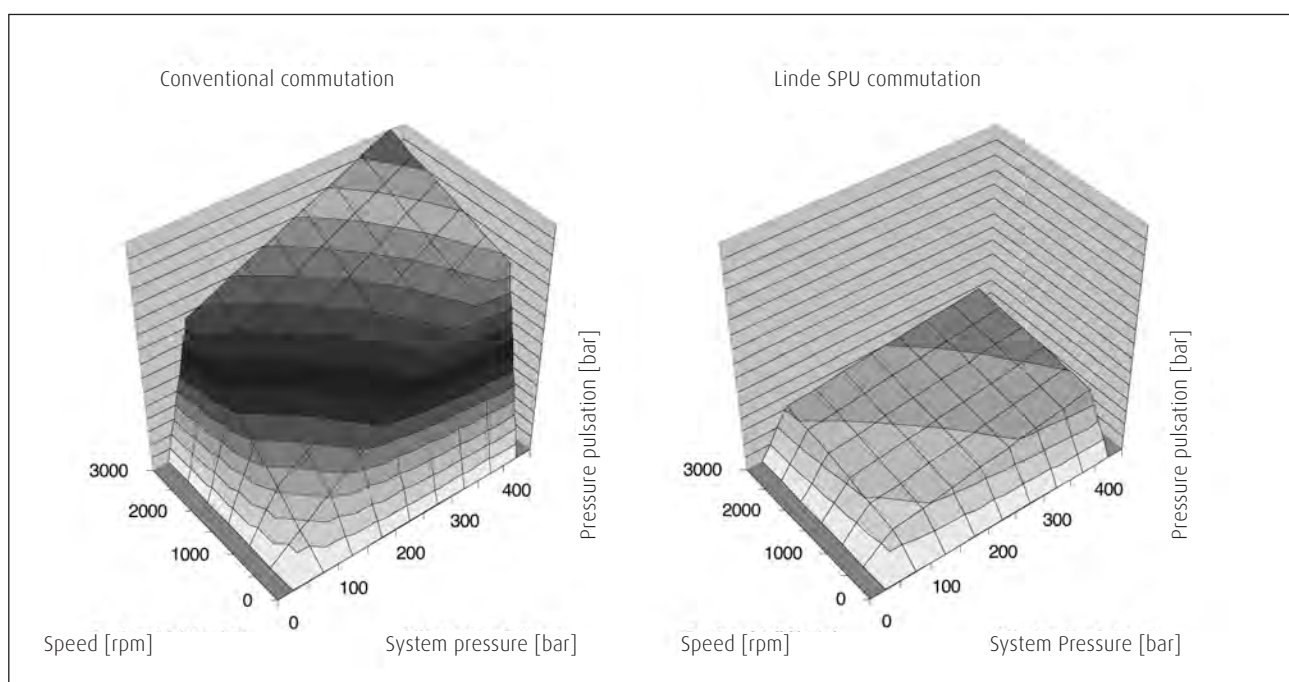 Conventional commutation
Linde SPU commutation
Pressure pulsation [bar]
Pressure pulsation [bar]
3000
2000
1000
0
0
100
200
300
400
3000
2000
1000
0
0
100
200
300
400
Speed [rpm]
System pressure [bar]
Speed [rpm]
System Pressure [bar]